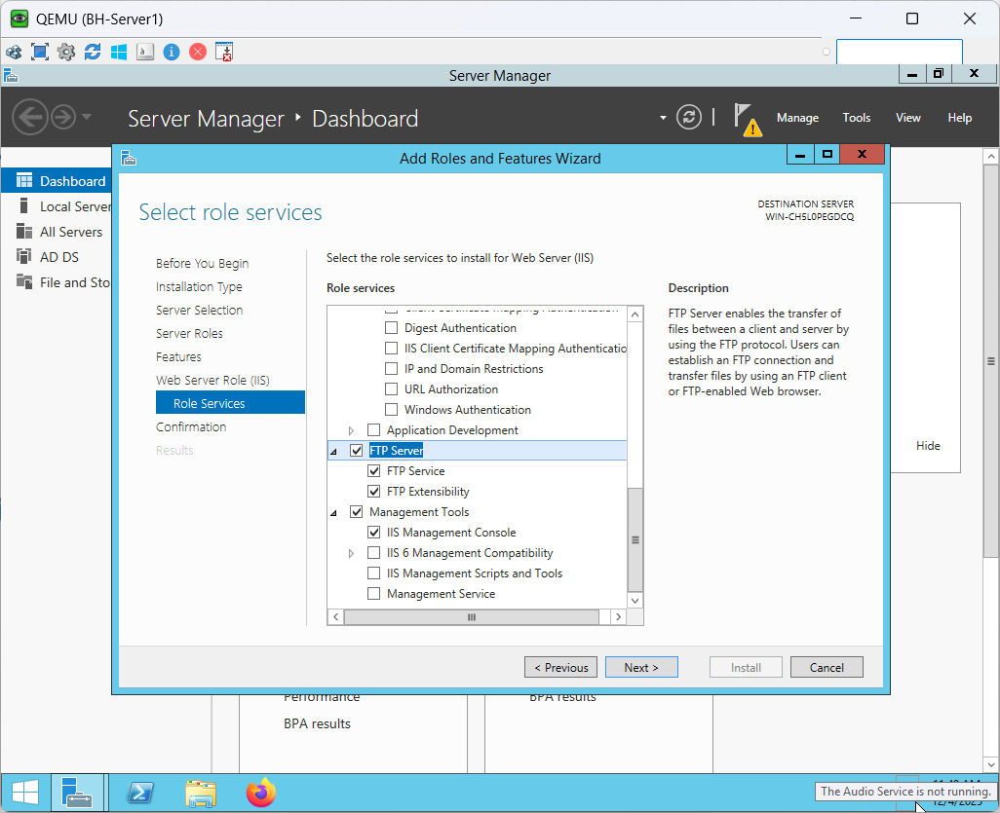 QEMU (BH-Server1)
Server Manager
Server Manager · Dashboard
Manage Tools View Help
Add Roles and Features Wizard
Dashboard
Local Server
All Servers
AD DS
File and Sto
Select role services
DESTINATION SERVER
WIN-CH5L0PEGDCQ
Before You Begin
Installation Type
Server Selection
Server Roles
Features
Web Server Role (IIS)
Role Services
Confirmation
Results
Select the role services to install for Web Server (IIS)
Role services
Client Certificate Mapping Authentication
Digest Authentication
IIS Client Certificate Mapping Authenticatio
IP and Domain Restrictions
URL Authorization
Windows Authentication
Application Development
FTP Server
FTP Service
FTP Extensibility
Management Tools
IIS Management Console
IIS 6 Management Compatibility
IIS Management Scripts and Tools
Management Service
Description
FTP Server enables the transfer of
files between a client and server by
using the FTP protocol. Users can
establish an FTP connection and
transfer files by using an FTP client
or FTP-enabled Web browser.
Hide
< Previous
Next >
Install
Cancel
Performance
BPA results
BPA results
The Audio Service is not running.